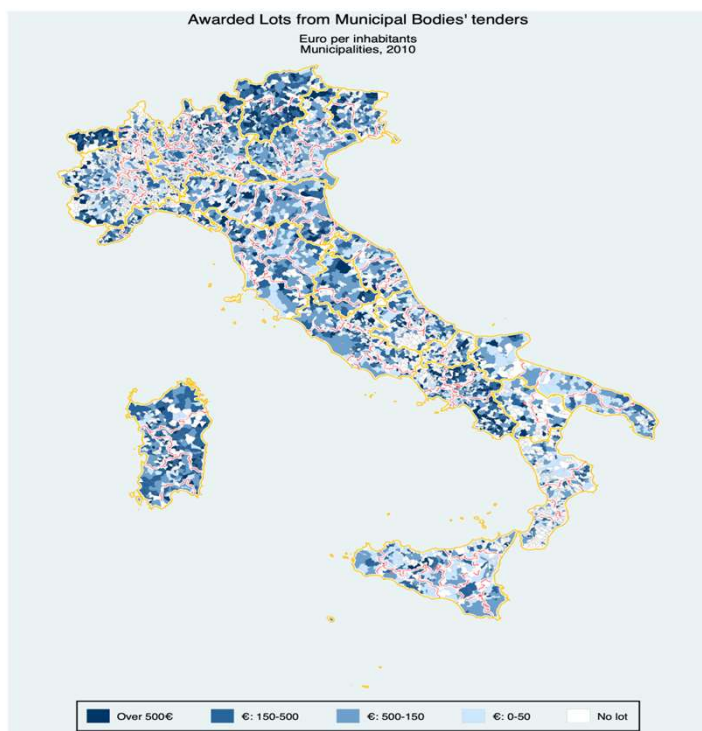 Awarded Lots from Municipal Bodies' tenders
Euro per inhabitants
Municipalities, 2010
Over 500€ €: 150-500 €: 500-150 €: 0-50 No lot